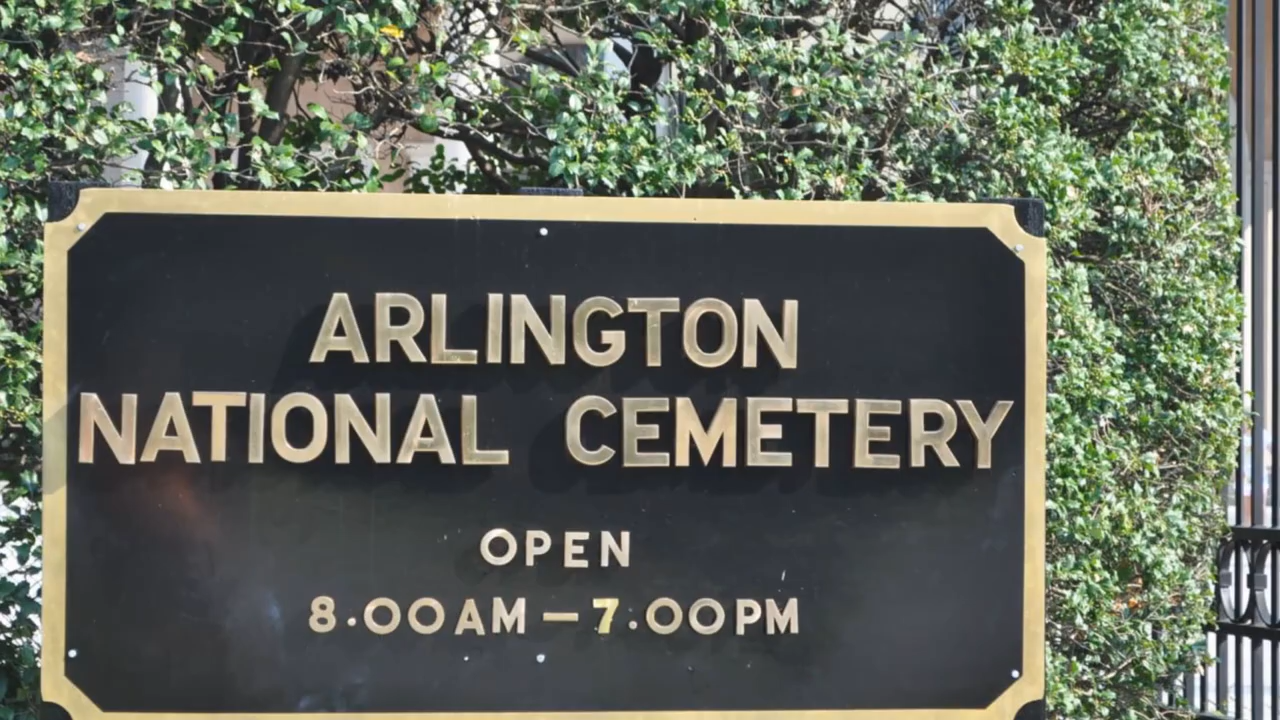 ARLINGTON
NATIONAL CEMETERY
OPEN
8.00AM—7.00PM